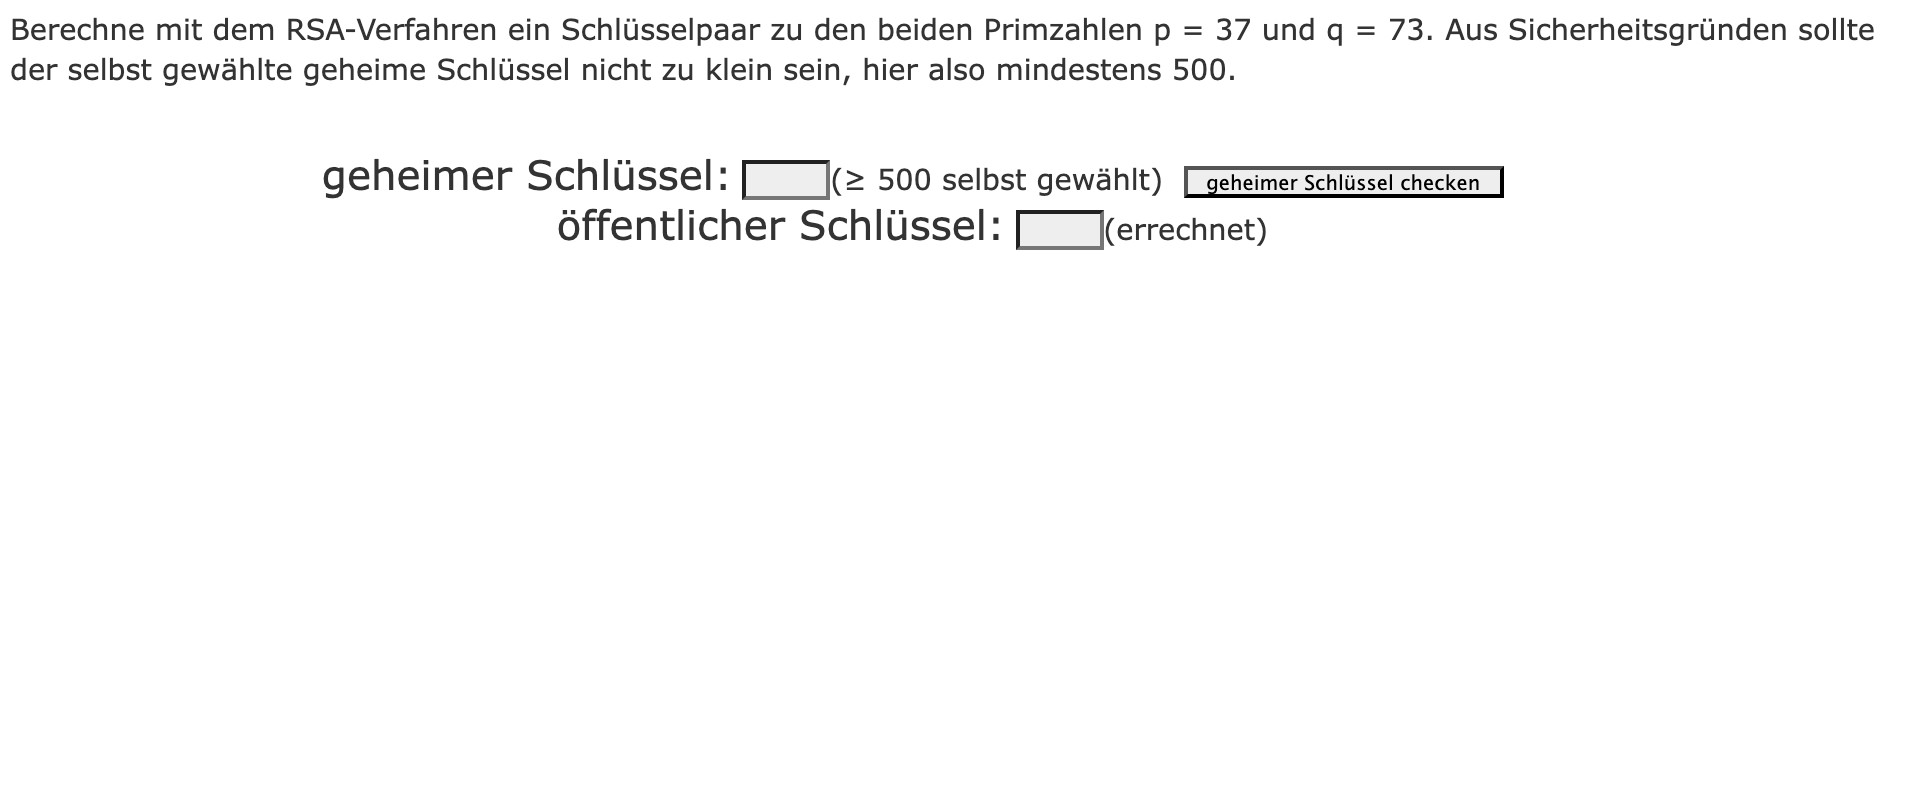 Berechne mit dem RSA-Verfahren ein Schlüsselpaar zu den beiden Primzahlen p = 37 und q = 73. Aus Sicherheitsgründen sollte
der selbst gewählte geheime Schlüssel nicht zu klein sein, hier also mindestens 500.
geheimer Schlüssel: (≥ 500 selbst gewählt) geheimer Schlüssel checken
öffentlicher Schlüssel: (errechnet)